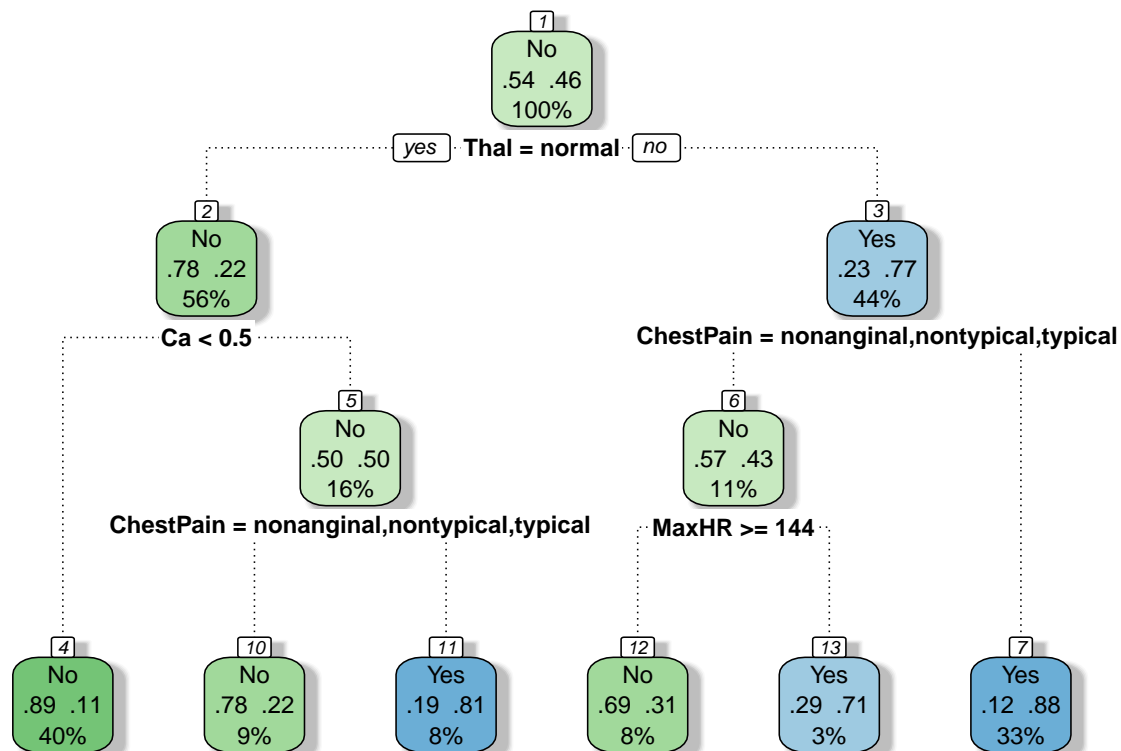 1
No
.54 .46
100%
yes Thal = normal no
2
No
.78 .22
56%
3
Yes
.23 .77
44%
Ca < 0.5
ChestPain = nonanginal,nontypical,typical
5
No
.50 .50
16%
6
No
.57 .43
11%
ChestPain = nonanginal,nontypical,typical
MaxHR >= 144
4
No
.89 .11
40%
10
No
.78 .22
9%
11
Yes
.19 .81
8%
12
No
.69 .31
8%
13
Yes
.29 .71
3%
7
Yes
.12 .88
33%